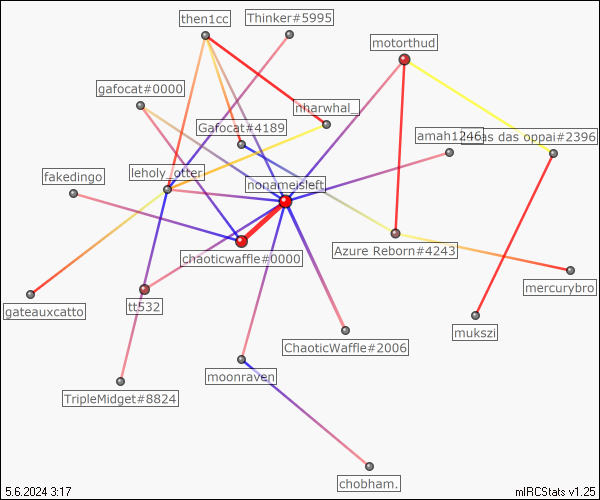 Thinker#5995
then1cc
motorthud
gafocat#0000
nharwhal_
Gafocat#4189
amah1246
as das oppai#2396
leholy_otter
fakedingo
nonameisleft
Azure Reborn#4243
chaoticwaffle#0000
mercurybro
tt532
gateauxcatto
mukszi
ChaoticWaffle#2006
moonraven
TripleMidget#8824
chobham.
5.6.2024 3:17
mIRCStats v1.25